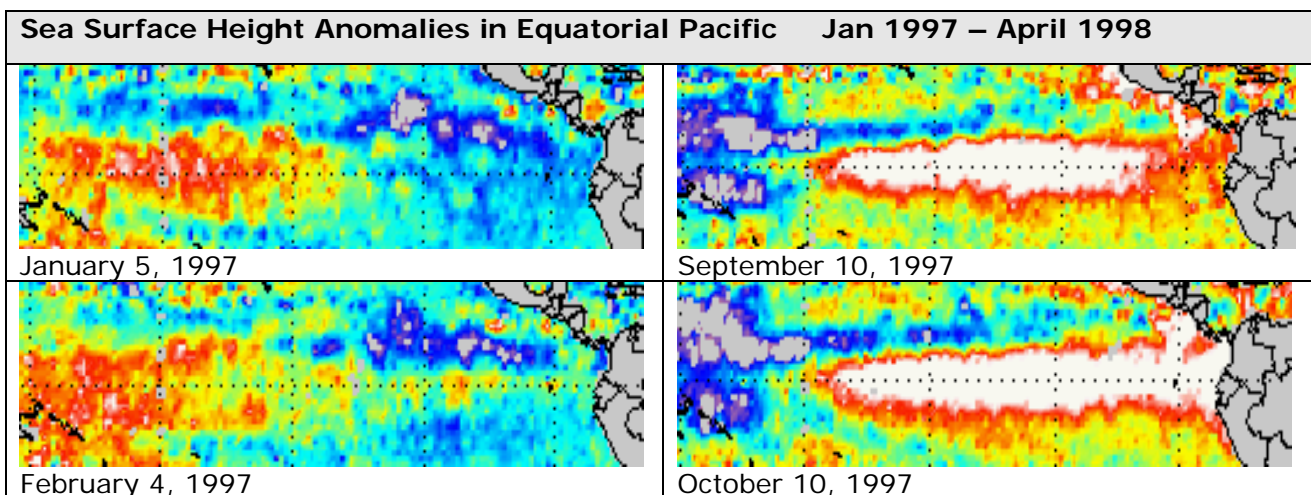 Sea Surface Height Anomalies in Equatorial Pacific Jan 1997 – April 1998
January 5, 1997
September 10, 1997
February 4, 1997
October 10, 1997